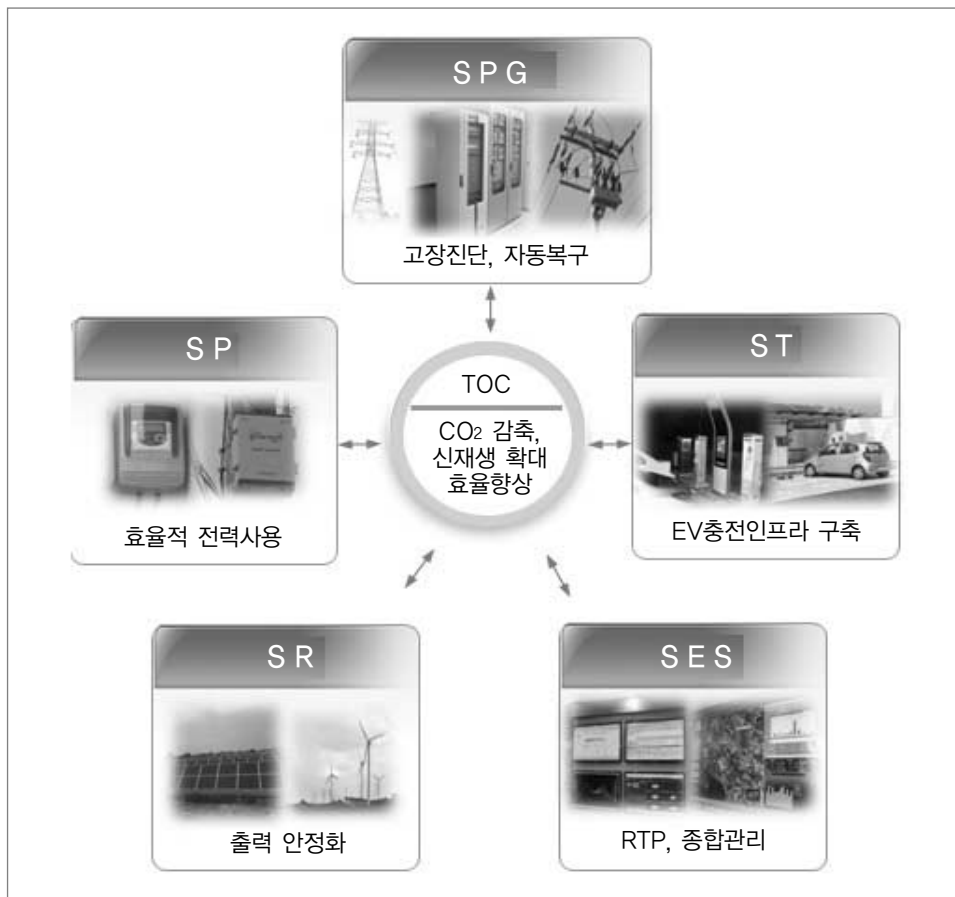 SPG
고장진단, 자동복구
SP
효율적 전력사용
TOC
CO₂ 감축,
신재생 확대
효율향상
ST
EV충전인프라 구축
SR
출력 안정화
SES
RTP, 종합관리